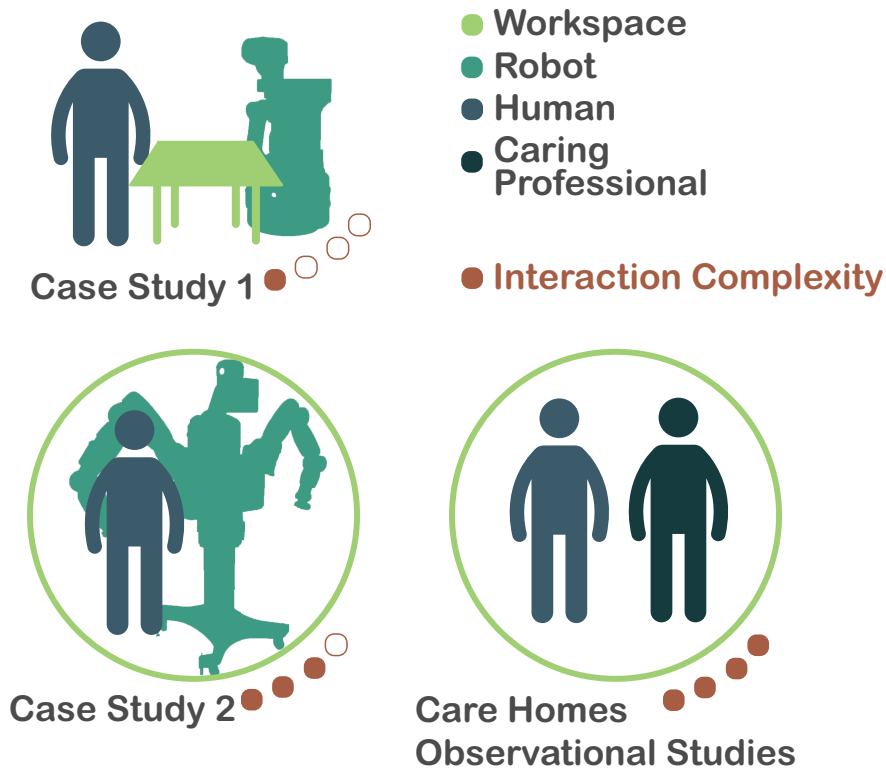 Workspace
Robot
Human
Caring
Professional
Case Study 1
Interaction Complexity
Case Study 2
Care Homes
Observational Studies